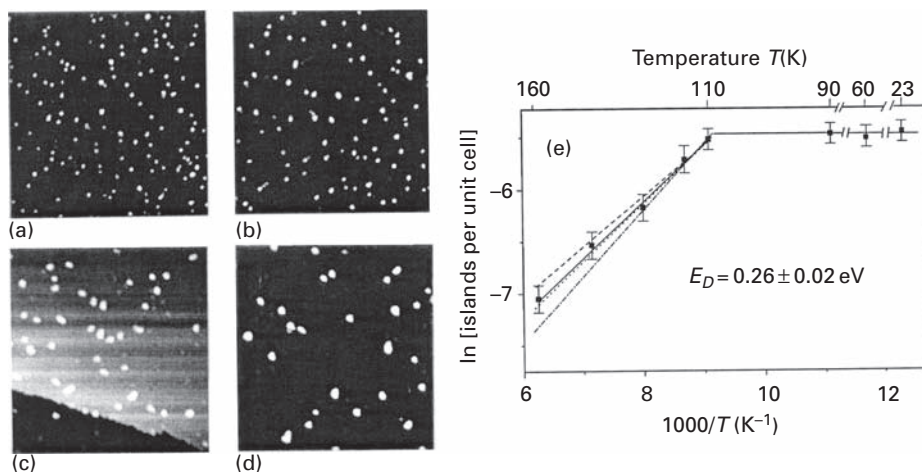 (a)
(b)
(c)
(d)
Temperature T(K)
160 110 90 60 23
(e)
ln [islands per unit cell]
−6
−7
E_D = 0.26 ± 0.02 eV
6 8 10 12
1000/T (K⁻¹)